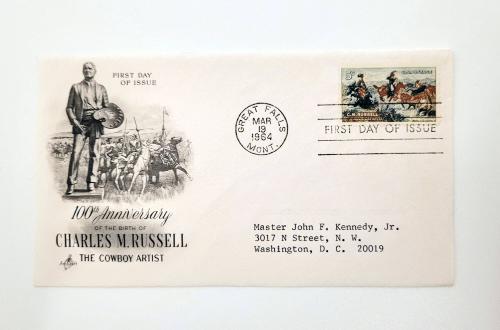 FIRST DAY
OF ISSUE
100th Anniversary
OF THE BIRTH OF
CHARLES M. RUSSELL
THE COWBOY ARTIST
GREAT FALLS
MAR
19
1964
MONT.
5¢
C.M. RUSSELL
FIRST DAY OF ISSUE
Master John F. Kennedy, Jr.
3017 N Street, N. W.
Washington, D. C. 20019